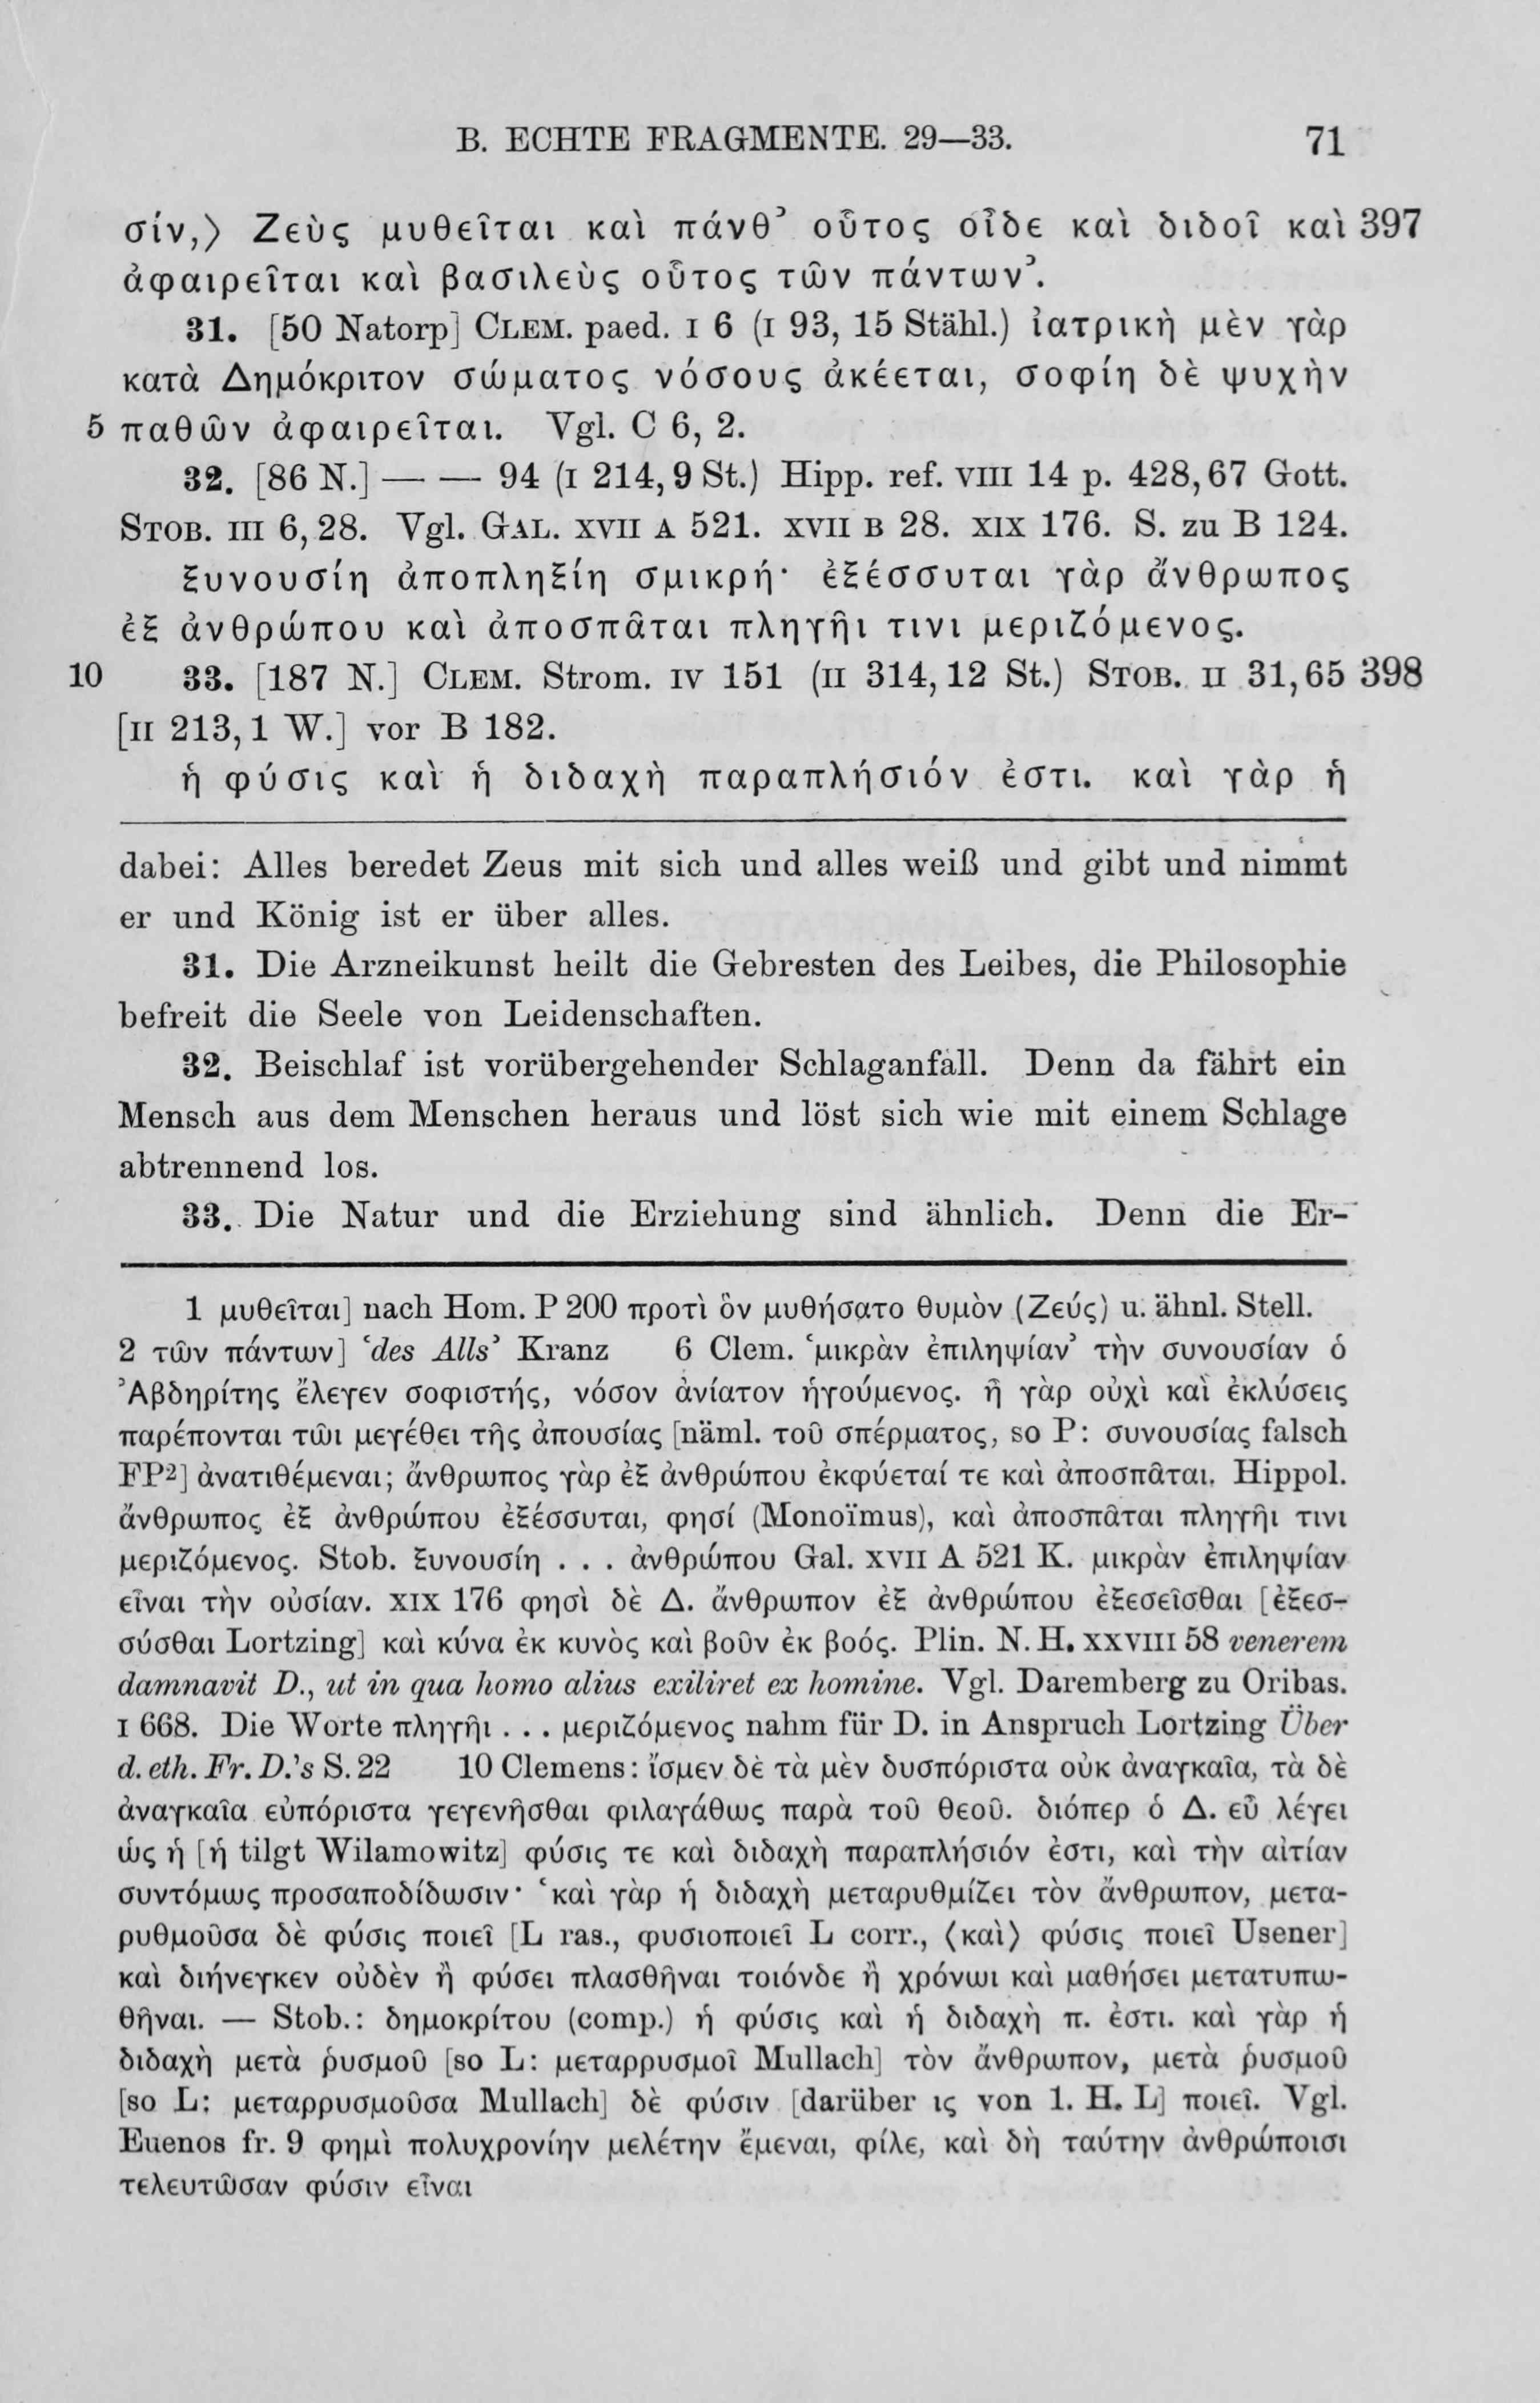 B. ECHTE FRAGMENTE. 29—33. 71
σίν,⟩ Ζεὺς μυθεῖται καὶ πάνθ’ οὗτος οἶδε καὶ διδοῖ καὶ 397
ἀφαιρεῖται καὶ βασιλεὺς οὗτος τῶν πάντων’.
31. [50 Natorp] CLEM. paed. I 6 (I 93, 15 Stähl.) ἰατρικὴ μὲν γὰρ
κατὰ Δημόκριτον σώματος νόσους ἀκέεται, σοφίη δὲ ψυχὴν
5 παθῶν ἀφαιρεῖται. Vgl. C 6, 2.
32. [86 N.] — — 94 (I 214, 9 St.) Hipp. ref. VIII 14 p. 428, 67 Gott.
STOB. III 6, 28. Vgl. GAL. XVII A 521. XVII B 28. XIX 176. S. zu B 124.
ξυνουσίη ἀποπληξίη σμικρή· ἐξέσσυται γὰρ ἄνθρωπος
ἐξ ἀνθρώπου καὶ ἀποσπᾶται πληγῆι τινι μεριζόμενος.
10 33. [187 N.] CLEM. Strom. IV 151 (II 314, 12 St.) STOB. II 31, 65 398
[II 213, 1 W.] vor B 182.
ἡ φύσις καὶ ἡ διδαχὴ παραπλήσιόν ἐστι. καὶ γὰρ ἡ
dabei: Alles beredet Zeus mit sich und alles weiß und gibt und nimmt
er und König ist er über alles.
31. Die Arzneikunst heilt die Gebresten des Leibes, die Philosophie
befreit die Seele von Leidenschaften.
32. Beischlaf ist vorübergehender Schlaganfall. Denn da fährt ein
Mensch aus dem Menschen heraus und löst sich wie mit einem Schlage
abtrennend los.
33. Die Natur und die Erziehung sind ähnlich. Denn die Er-
1 μυθεῖται] nach Hom. P 200 προτὶ ὃν μυθήσατο θυμὸν (Ζεύς) u. ähnl. Stell.
2 τῶν πάντων] ‘des Alls’ Kranz 6 Clem. ‘μικρὰν ἐπιληψίαν’ τὴν συνουσίαν ὁ
Ἀβδηρίτης ἔλεγεν σοφιστής, νόσον ἀνίατον ἡγούμενος. ἦ γὰρ οὐχὶ καὶ ἐκλύσεις
παρέπονται τῶι μεγέθει τῆς ἀπουσίας [näml. τοῦ σπέρματος, so P: συνουσίας falsch
FP2] ἀνατιθέμεναι; ἄνθρωπος γὰρ ἐξ ἀνθρώπου ἐκφύεταί τε καὶ ἀποσπᾶται. Hippol.
ἄνθρωπος ἐξ ἀνθρώπου ἐξέσσυται, φησί (Monoïmus), καὶ ἀποσπᾶται πληγῆι τινι
μεριζόμενος. Stob. ξυνουσίη . . . ἀνθρώπου Gal. XVII A 521 K. μικρὰν ἐπιληψίαν
εἶναι τὴν οὐσίαν. XIX 176 φησὶ δὲ Δ. ἄνθρωπον ἐξ ἀνθρώπου ἐξεσεῖσθαι [ἐξεσ-
σύσθαι Lortzing] καὶ κύνα ἐκ κυνὸς καὶ βοῦν ἐκ βοός. Plin. N. H. XXVIII 58 venerem
damnavit D., ut in qua homo alius exiliret ex homine. Vgl. Daremberg zu Oribas.
I 668. Die Worte πληγῆι . . . μεριζόμενος nahm für D. in Anspruch Lortzing Über
d. eth. Fr. D.'s S. 22 10 Clemens: ἴσμεν δὲ τὰ μὲν δυσπόριστα οὐκ ἀναγκαῖα, τὰ δὲ
ἀναγκαῖα εὐπόριστα γεγενῆσθαι φιλαγάθως παρὰ τοῦ θεοῦ. διόπερ ὁ Δ. εὖ λέγει
ὡς ἡ [ἡ tilgt Wilamowitz] φύσις τε καὶ διδαχὴ παραπλήσιόν ἐστι, καὶ τὴν αἰτίαν
συντόμως προσαποδίδωσιν· ‘καὶ γὰρ ἡ διδαχὴ μεταρυθμίζει τὸν ἄνθρωπον, μετα-
ρυθμοῦσα δὲ φύσις ποιεῖ [L ras., φυσιοποιεῖ L corr., ⟨καὶ⟩ φύσις ποιεῖ Usener]
καὶ διήνεγκεν οὐδὲν ἢ φύσει πλασθῆναι τοιόνδε ἢ χρόνωι καὶ μαθήσει μετατυπω-
θῆναι. — Stob.: δημοκρίτου (comp.) ἡ φύσις καὶ ἡ διδαχὴ π. ἐστι. καὶ γὰρ ἡ
διδαχὴ μετὰ ῥυσμοῦ [so L: μεταρρυσμοῖ Mullach] τὸν ἄνθρωπον, μετὰ ῥυσμοῦ
[so L: μεταρρυσμοῦσα Mullach] δὲ φύσιν [darüber ις von 1. H. L] ποιεῖ. Vgl.
Euenos fr. 9 φημὶ πολυχρονίην μελέτην ἔμεναι, φίλε, καὶ δὴ ταύτην ἀνθρώποισι
τελευτῶσαν φύσιν εἶναι